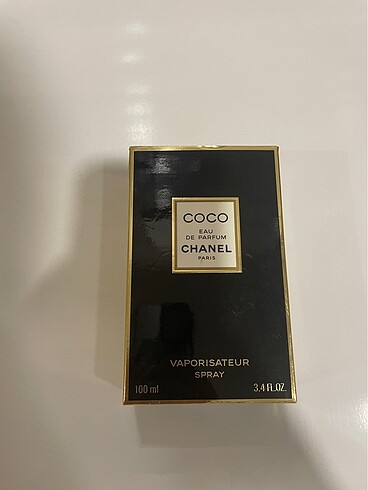 COCO
EAU
DE PARFUM
CHANEL
PARIS
VAPORISATEUR
SPRAY
100 ml 3,4 FL.OZ.